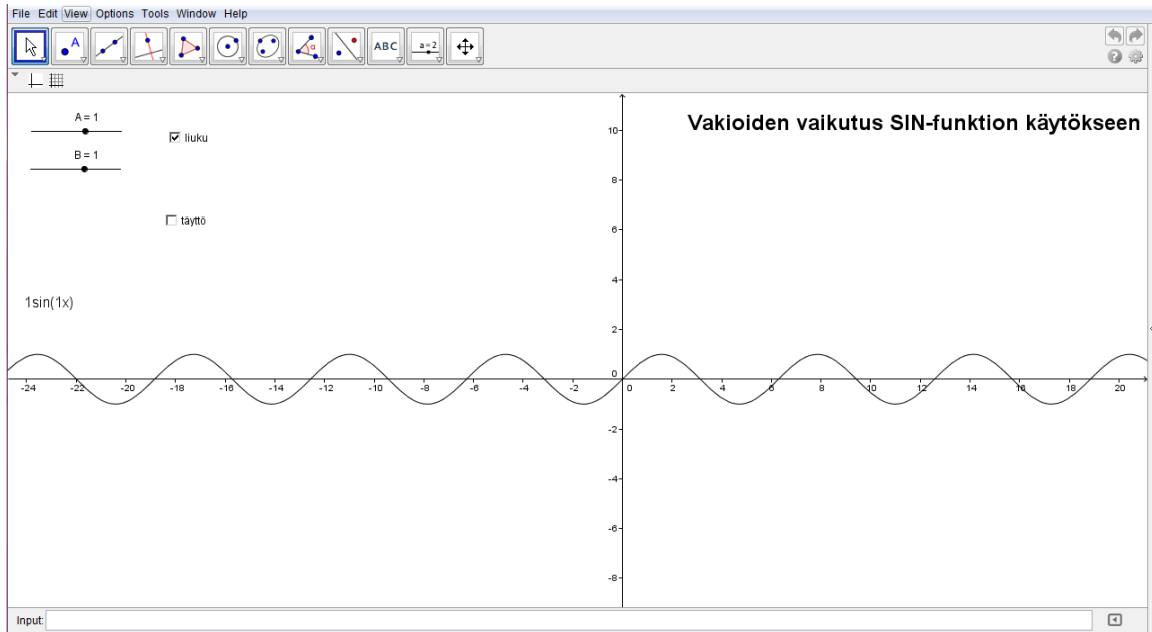 File Edit View Options Tools Window Help
A α ABC a=2
A = 1
liuku
B = 1
täyttö
1sin(1x)
Vakioiden vaikutus SIN-funktion käytökseen
10
8
6
4
2
0
-2
-4
-6
-8
-24 -22 -20 -18 -16 -14 -12 -10 -8 -6 -4 -2 0 2 4 6 8 10 12 14 16 18 20
Input: